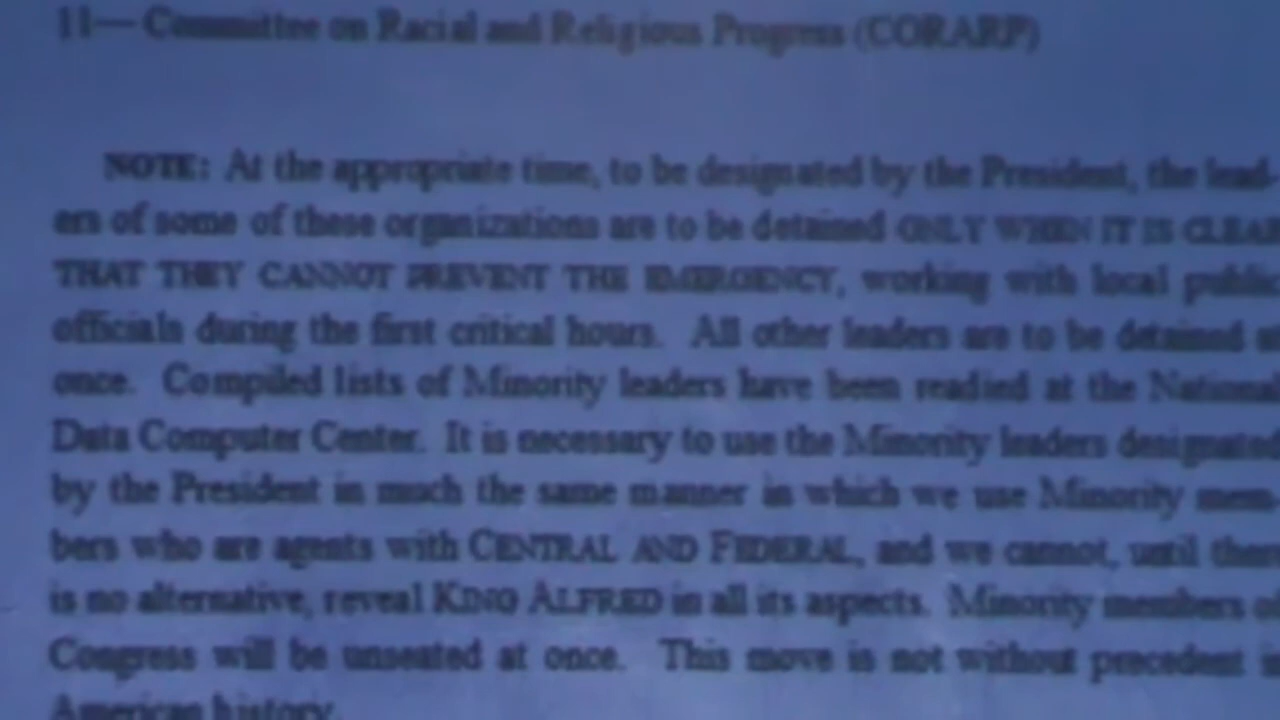 11— Committee on Racial and Religious Progress (CORARP)
NOTE: At the appropriate time, to be designated by the President, the lead-
ers of some of these organizations are to be detained ONLY WHEN IT IS CLEAR
THAT THEY CANNOT PREVENT THE EMERGENCY, working with local public
officials during the first critical hours. All other leaders are to be detained at
once. Compiled lists of Minority leaders have been readied at the National
Data Computer Center. It is necessary to use the Minority leaders designated
by the President in much the same manner in which we use Minority mem-
bers who are agents with CENTRAL AND FEDERAL, and we cannot, until there
is no alternative, reveal KING ALFRED in all its aspects. Minority members of
Congress will be unseated at once. This move is not without precedent in
American history.